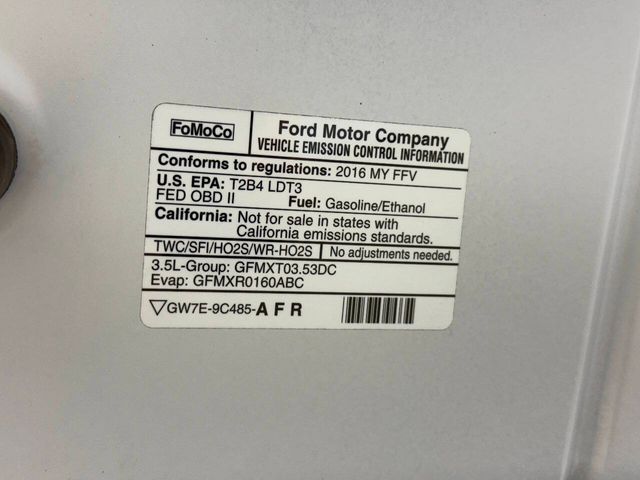 FoMoCo
Ford Motor Company
VEHICLE EMISSION CONTROL INFORMATION
Conforms to regulations: 2016 MY FFV
U.S. EPA: T2B4 LDT3
FED OBD II Fuel: Gasoline/Ethanol
California: Not for sale in states with
California emissions standards.
TWC/SFI/HO2S/WR-HO2S No adjustments needed.
3.5L-Group: GFMXT03.53DC
Evap: GFMXR0160ABC
GW7E-9C485-AFR